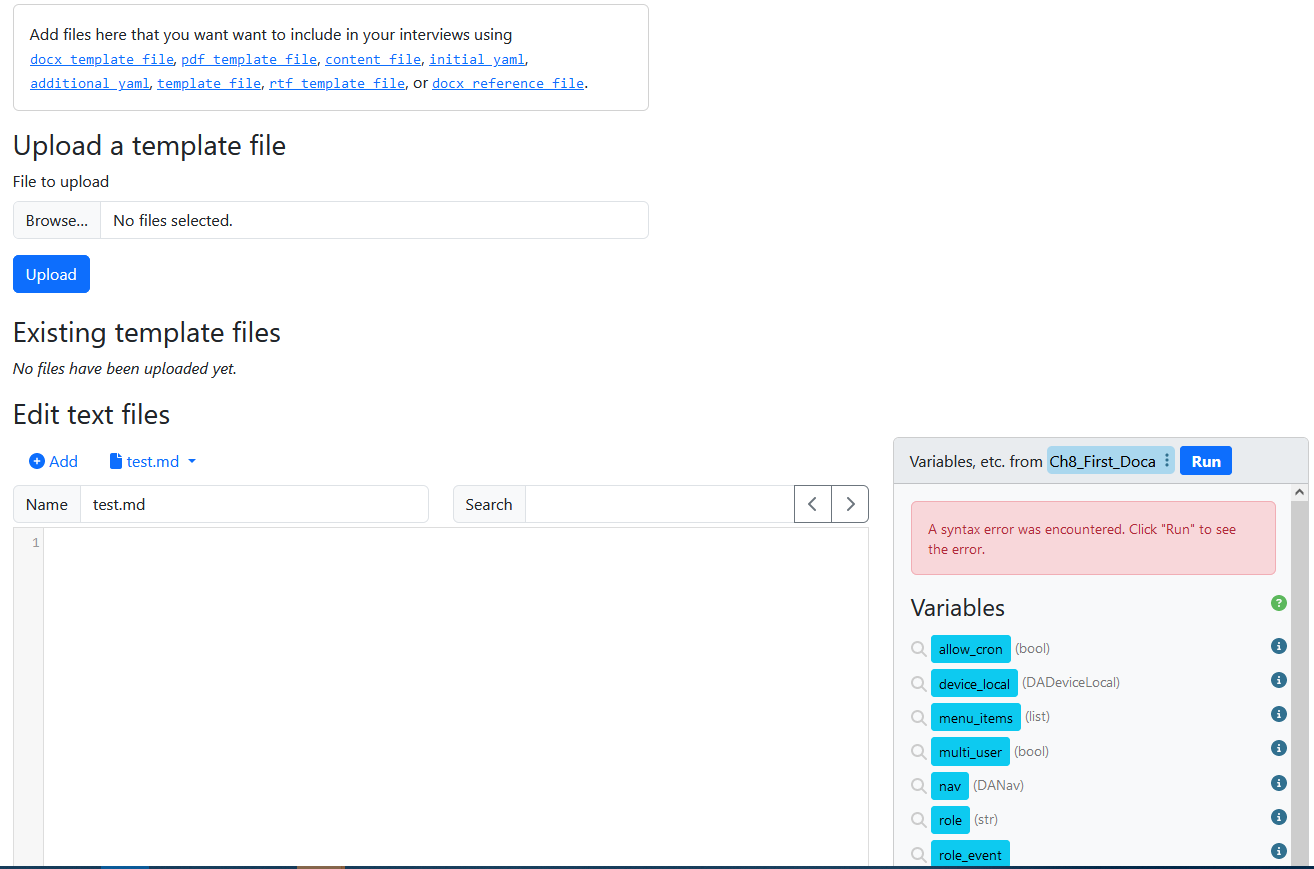 Add files here that you want want to include in your interviews using
docx template file, pdf template file, content file, initial yaml,
additional yaml, template file, rtf template file, or docx reference file.
Upload a template file
File to upload
Browse... No files selected.
Upload
Existing template files
No files have been uploaded yet.
Edit text files
Add test.md
Name test.md Search
1
Variables, etc. from Ch8_First_Doca Run
A syntax error was encountered. Click "Run" to see
the error.
Variables ?
allow_cron (bool)
device_local (DADeviceLocal)
menu_items (list)
multi_user (bool)
nav (DANav)
role (str)
role_event